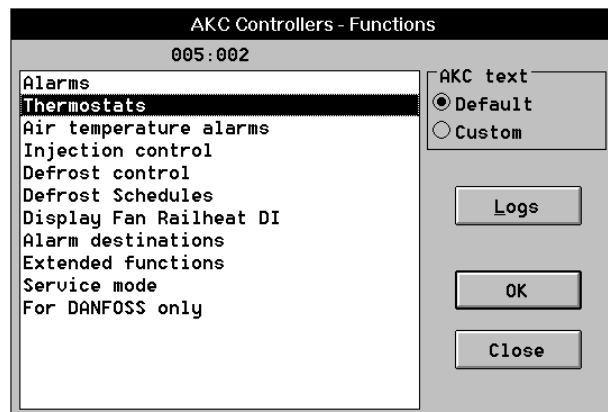 AKC Controllers - Functions
005:002
Alarms
Thermostats
Air temperature alarms
Injection control
Defrost control
Defrost Schedules
Display Fan Railheat DI
Alarm destinations
Extended functions
Service mode
For DANFOSS only
AKC text
Default
Custom
Logs
OK
Close